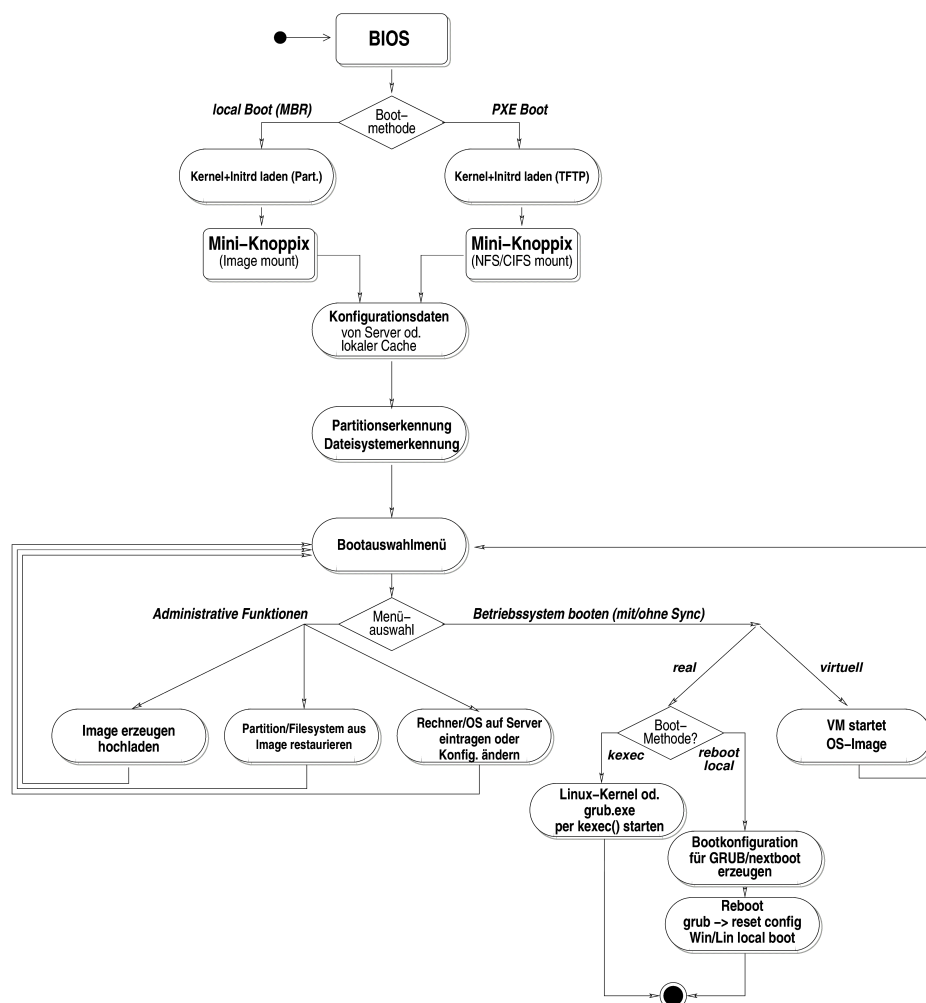 BIOS
local Boot (MBR)
Boot–
methode
PXE Boot
Kernel+Initrd laden (Part.)
Kernel+Initrd laden (TFTP)
Mini–Knoppix
(Image mount)
Mini–Knoppix
(NFS/CIFS mount)
Konfigurationsdaten
von Server od.
lokaler Cache
Partitionserkennung
Dateisystemerkennung
Bootauswahlmenü
Administrative Funktionen
Menü–
auswahl
Betriebssystem booten (mit/ohne Sync)
real
virtuell
Image erzeugen
hochladen
Partition/Filesystem aus
Image restaurieren
Rechner/OS auf Server
eintragen oder
Konfig. ändern
Boot–
Methode?
kexec
reboot
local
VM startet
OS–Image
Linux–Kernel od.
grub.exe
per kexec() starten
Bootkonfiguration
für GRUB/nextboot
erzeugen
Reboot
grub –> reset config
Win/Lin local boot